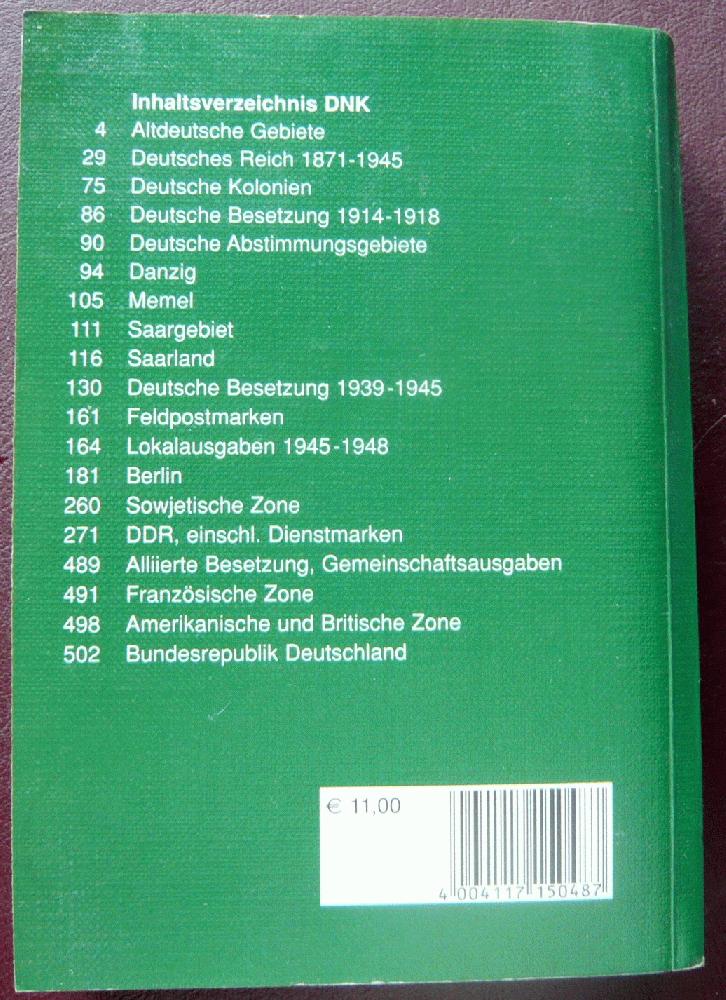 Inhaltsverzeichnis DNK
4 Altdeutsche Gebiete
29 Deutsches Reich 1871-1945
75 Deutsche Kolonien
86 Deutsche Besetzung 1914-1918
90 Deutsche Abstimmungsgebiete
94 Danzig
105 Memel
111 Saargebiet
116 Saarland
130 Deutsche Besetzung 1939-1945
161 Feldpostmarken
164 Lokalausgaben 1945-1948
181 Berlin
260 Sowjetische Zone
271 DDR, einschl. Dienstmarken
489 Alliierte Besetzung, Gemeinschaftsausgaben
491 Französische Zone
498 Amerikanische und Britische Zone
502 Bundesrepublik Deutschland
€ 11,00
4 004117 150487